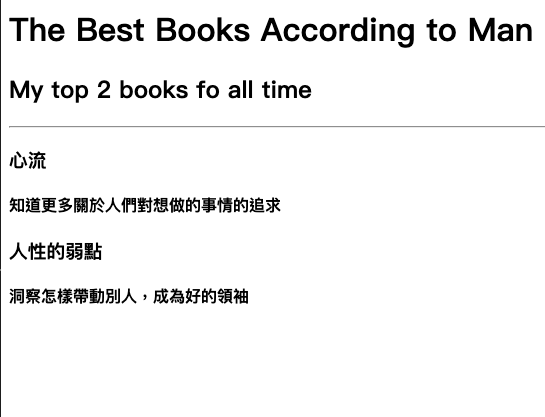 The Best Books According to Man
My top 2 books fo all time
心流
知道更多關於人們對想做的事情的追求
人性的弱點
洞察怎樣帶動別人，成為好的領袖